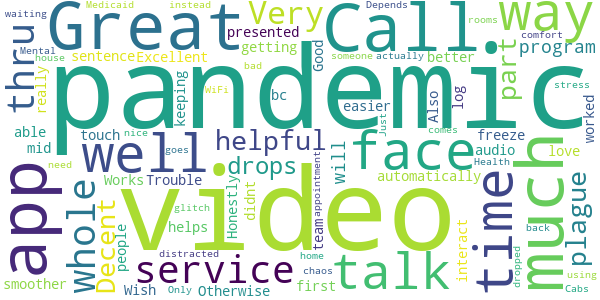 waiting
Medicaid
instead
Great
Very
presented
Call
Depends
rooms
way
comfort
program
Mental
house
thru
sentence
Excellent
getting
Good
someone
actually
better
part
really
bad
WiFi
keeping
bc
easier
pandemic
Also
log
stress
worked
able
mid
touch
nice
well
goes
helpful
drops
will
face
Just
comes
freeze
audio
Health
love
need
Works
Trouble
automatically
app
Whole
Decent
people
helps
glitch
video
Honestly
didnt
team
appointment
talk
interact
time
dropped
much
back
plague
using
Cabs
smoother
Wish
distracted
service
Only
Otherwise
home
chaos
first